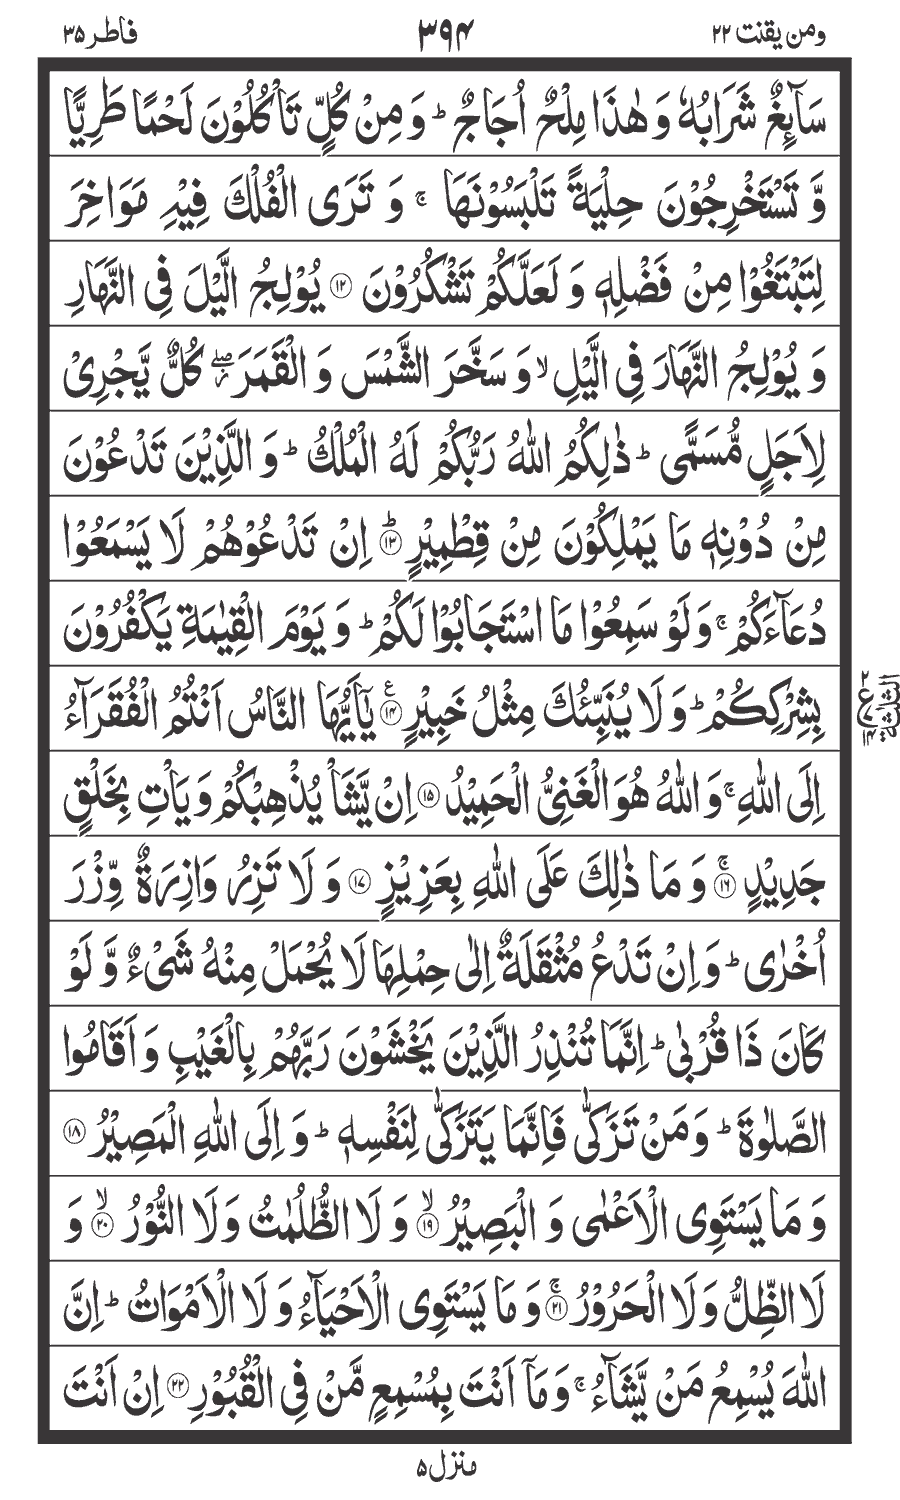 ومن يقنت ٢٢
٣٩٤
فاطر ٣٥
سَآئِغٌ شَرَابُهٗ وَ هٰذَا مِلْحٌ اُجَاجٌ ؕ وَ مِنْ كُلٍّ تَاْكُلُوْنَ لَحْمًا طَرِيًّا
وَّ تَسْتَخْرِجُوْنَ حِلْيَةً تَلْبَسُوْنَهَا ۚ وَ تَرَى الْفُلْكَ فِيْهِ مَوَاخِرَ
لِتَبْتَغُوْا مِنْ فَضْلِهٖ وَ لَعَلَّكُمْ تَشْكُرُوْنَ ﴿۱۲﴾ يُوْلِجُ الَّيْلَ فِى النَّهَارِ
وَ يُوْلِجُ النَّهَارَ فِى الَّيْلِ ۙ وَ سَخَّرَ الشَّمْسَ وَ الْقَمَرَ ۖ٘ كُلٌّ يَّجْرِىْ
لِاَجَلٍ مُّسَمًّى ؕ ذٰلِكُمُ اللّٰهُ رَبُّكُمْ لَهُ الْمُلْكُ ؕ وَ الَّذِيْنَ تَدْعُوْنَ
مِنْ دُوْنِهٖ مَا يَمْلِكُوْنَ مِنْ قِطْمِيْرٍ ﴿ؕ۱۳﴾ اِنْ تَدْعُوْهُمْ لَا يَسْمَعُوْا
دُعَآءَكُمْ ۚ وَ لَوْ سَمِعُوْا مَا اسْتَجَابُوْا لَكُمْ ؕ وَ يَوْمَ الْقِيٰمَةِ يَكْفُرُوْنَ
بِشِرْكِكُمْ ؕ وَ لَا يُنَبِّئُكَ مِثْلُ خَبِيْرٍ ﴿۱۴﴾ ع يٰۤاَيُّهَا النَّاسُ اَنْتُمُ الْفُقَرَآءُ
اِلَى اللّٰهِ ۚ وَ اللّٰهُ هُوَ الْغَنِىُّ الْحَمِيْدُ ﴿۱۵﴾ اِنْ يَّشَاْ يُذْهِبْكُمْ وَ يَاْتِ بِخَلْقٍ
جَدِيْدٍ ﴿ۚ۱۶﴾ وَ مَا ذٰلِكَ عَلَى اللّٰهِ بِعَزِيْزٍ ﴿۱۷﴾ وَ لَا تَزِرُ وَازِرَةٌ وِّزْرَ
اُخْرٰى ؕ وَ اِنْ تَدْعُ مُثْقَلَةٌ اِلٰى حِمْلِهَا لَا يُحْمَلْ مِنْهُ شَىْءٌ وَّ لَوْ
كَانَ ذَا قُرْبٰى ؕ اِنَّمَا تُنْذِرُ الَّذِيْنَ يَخْشَوْنَ رَبَّهُمْ بِالْغَيْبِ وَ اَقَامُوا
الصَّلٰوةَ ؕ وَ مَنْ تَزَكّٰى فَاِنَّمَا يَتَزَكّٰى لِنَفْسِهٖ ؕ وَ اِلَى اللّٰهِ الْمَصِيْرُ ﴿۱۸﴾
وَ مَا يَسْتَوِى الْاَعْمٰى وَ الْبَصِيْرُ ﴿ۙ۱۹﴾ وَ لَا الظُّلُمٰتُ وَ لَا النُّوْرُ ﴿ۙ۲۰﴾ وَ
لَا الظِّلُّ وَ لَا الْحَرُوْرُ ﴿ۚ۲۱﴾ وَ مَا يَسْتَوِى الْاَحْيَآءُ وَ لَا الْاَمْوَاتُ ؕ اِنَّ
اللّٰهَ يُسْمِعُ مَنْ يَّشَآءُ ۚ وَ مَاۤ اَنْتَ بِمُسْمِعٍ مَّنْ فِى الْقُبُوْرِ ﴿۲۲﴾ اِنْ اَنْتَ
الثلثة
منزل ٥